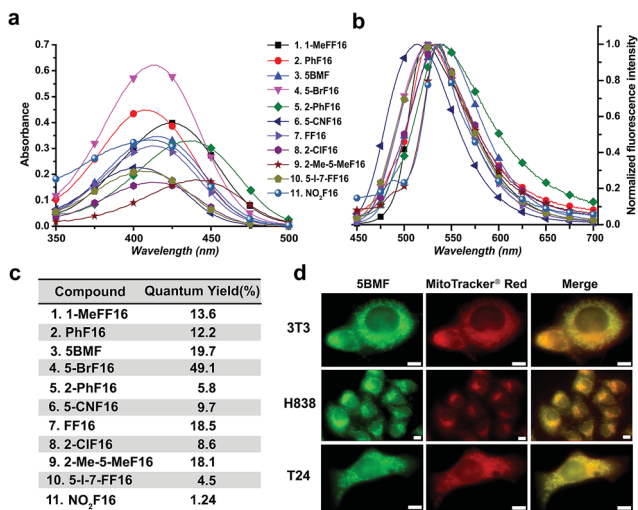 a
0.7
0.6
0.5
0.4
0.3
0.2
0.1
0.0
350
400
450
500
Absorbance
Wavelength (nm)
1. 1-MeFF16
2. PhF16
3. 5BMF
4. 5-BrF16
5. 2-PhF16
6. 5-CNF16
7. FF16
8. 2-ClF16
9. 2-Me-5-MeF16
10. 5-I-7-FF16
11. NO₂F16
b
1.0
0.8
0.6
0.4
0.2
0.0
450
500
550
600
650
700
Normalized fluorescence intensity
Wavelength (nm)
c
Compound Quantum Yield(%)
1. 1-MeFF16 13.6
2. PhF16 12.2
3. 5BMF 19.7
4. 5-BrF16 49.1
5. 2-PhF16 5.8
6. 5-CNF16 9.7
7. FF16 18.5
8. 2-ClF16 8.6
9. 2-Me-5-MeF16 18.1
10. 5-I-7-FF16 4.5
11. NO₂F16 1.24
d
5BMF MitoTracker® Red Merge
3T3
H838
T24